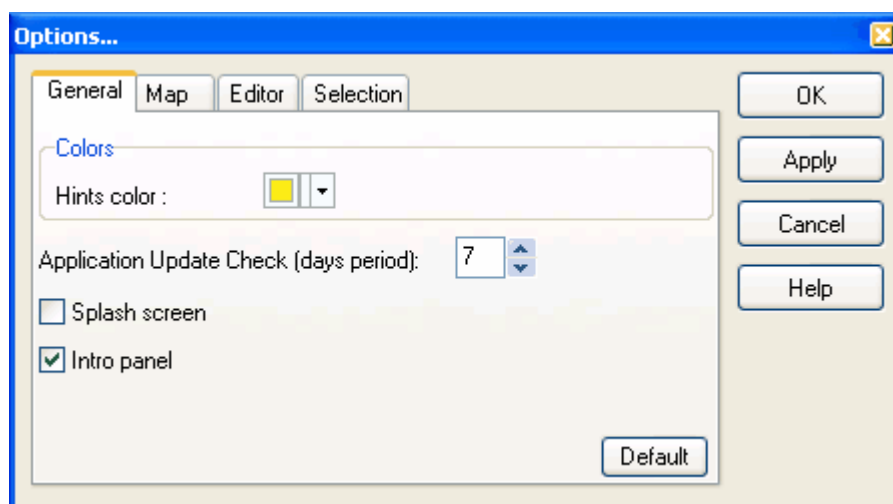 Options...
General Map Editor Selection
Colors
Hints color :
Application Update Check (days period): 7
Splash screen
Intro panel
Default
OK
Apply
Cancel
Help